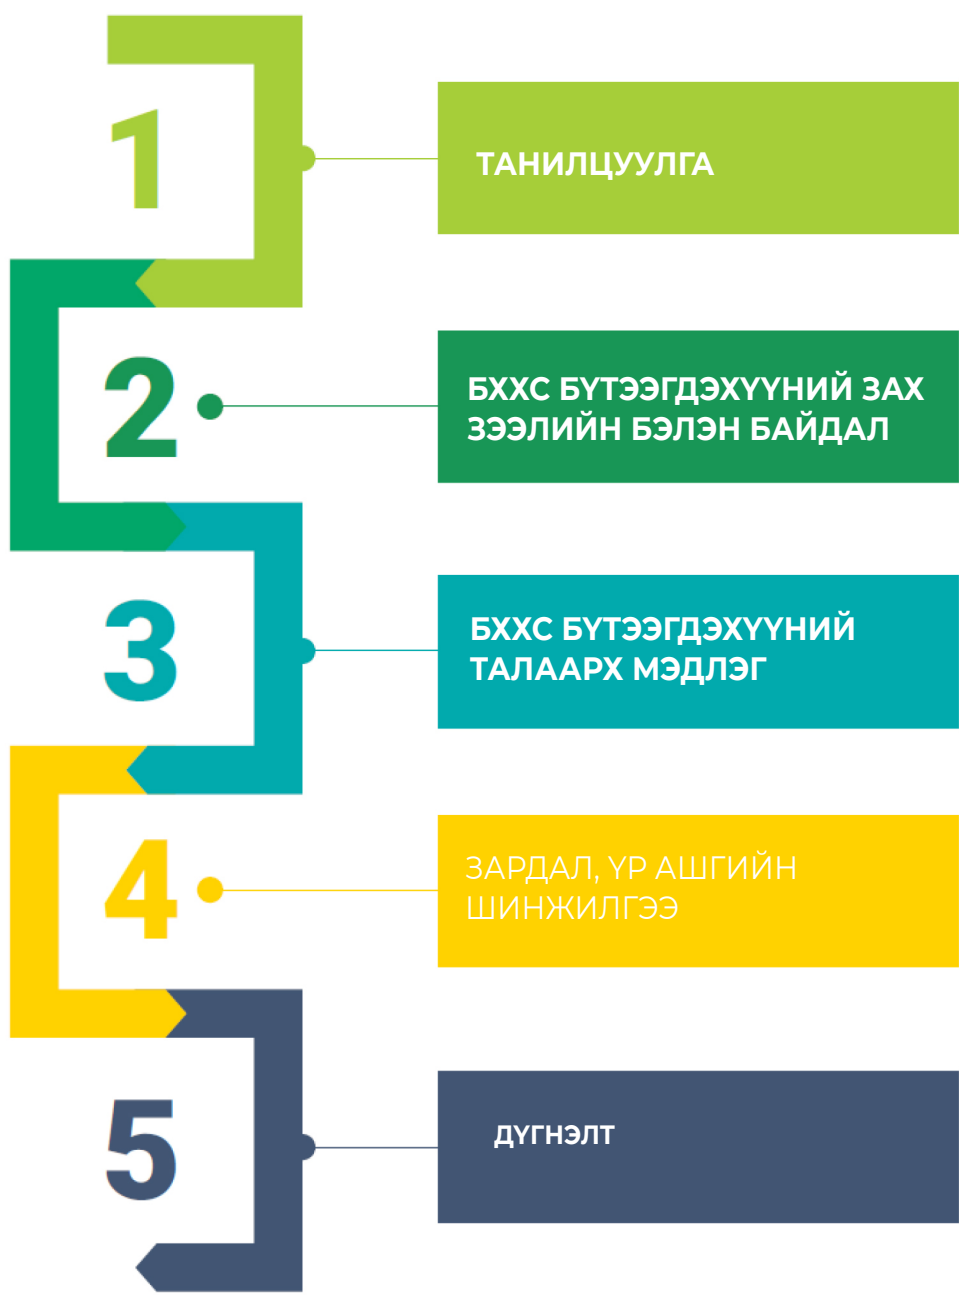 1
ТАНИЛЦУУЛГА
2
БХХС БҮТЭЭГДЭХҮҮНИЙ ЗАХ
ЗЭЭЛИЙН БЭЛЭН БАЙДАЛ
3
БХХС БҮТЭЭГДЭХҮҮНИЙ
ТАЛААРХ МЭДЛЭГ
4
ЗАРДАЛ, ҮР АШГИЙН
ШИНЖИЛГЭЭ
5
ДҮГНЭЛТ